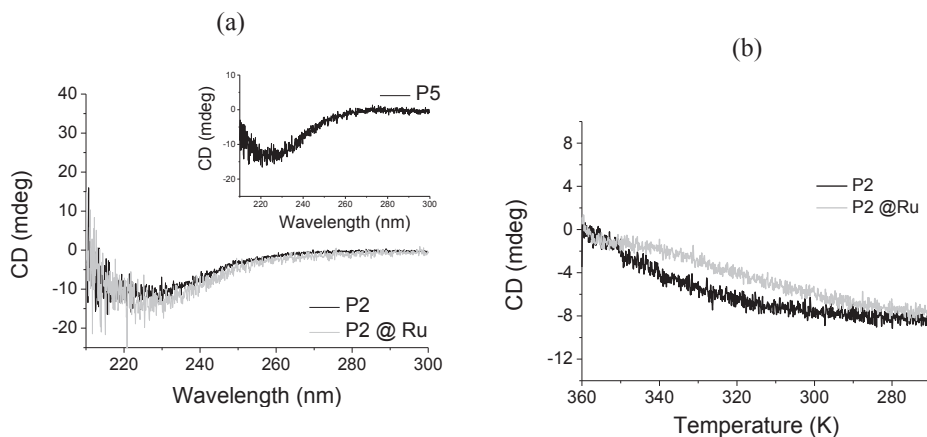 (a)
(b)
10
0
-10
-20
CD (mdeg)
P5
220
240
260
280
300
Wavelength (nm)
40
30
20
10
0
-10
-20
CD (mdeg)
P2
P2 @ Ru
220
240
260
280
300
Wavelength (nm)
8
4
0
-4
-8
-12
CD (mdeg)
P2
P2 @Ru
360
340
320
300
280
Temperature (K)